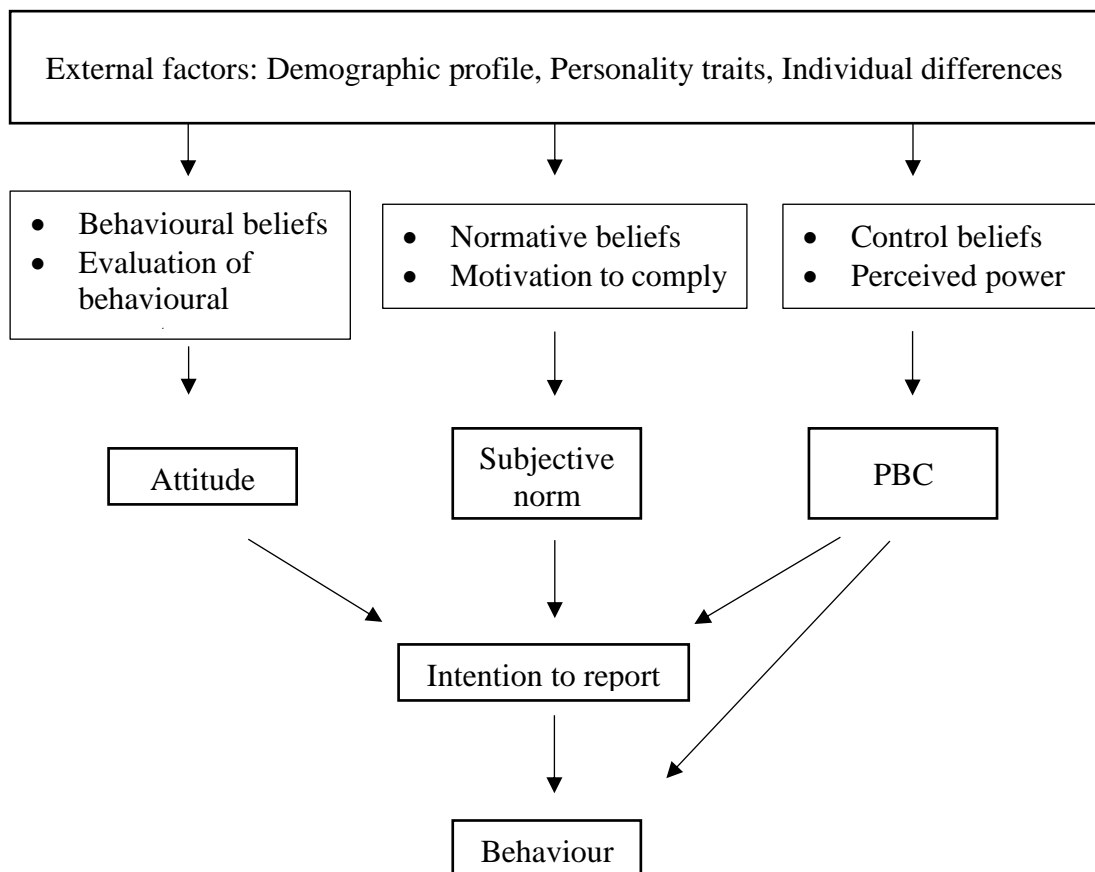 External factors: Demographic profile, Personality traits, Individual differences
• Behavioural beliefs
• Evaluation of
behavioural
• Normative beliefs
• Motivation to comply
• Control beliefs
• Perceived power
Attitude
Subjective
norm
PBC
Intention to report
Behaviour